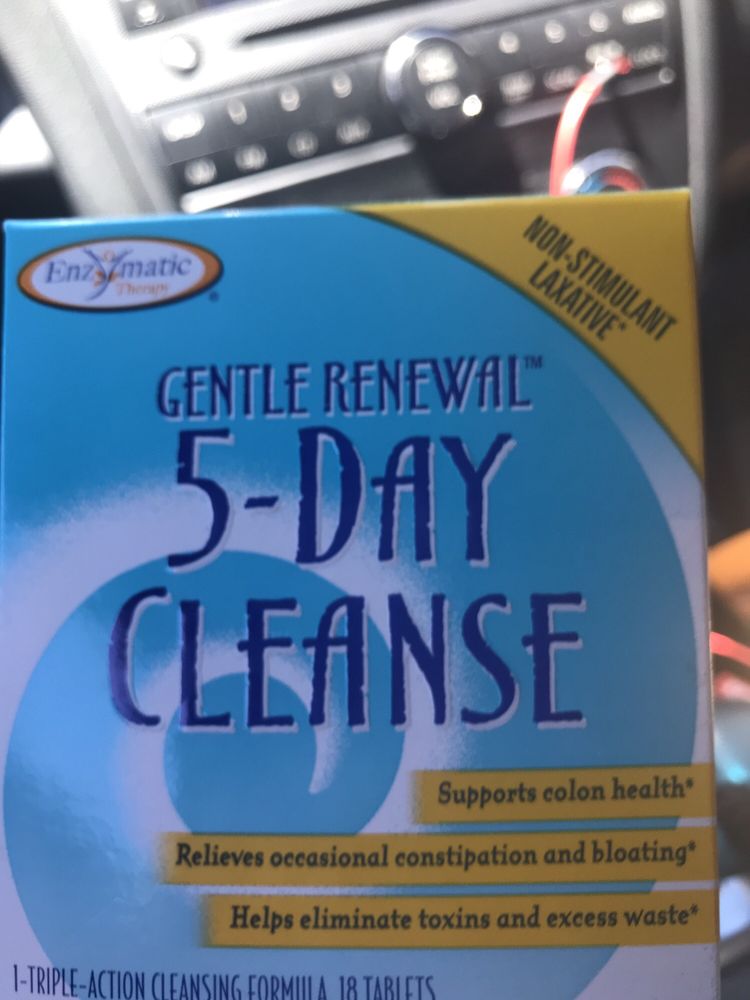 NON-STIMULANT
LAXATIVE*
Enzymatic
Therapy
GENTLE RENEWAL™
5-DAY
CLEANSE
Supports colon health*
Relieves occasional constipation and bloating*
Helps eliminate toxins and excess waste*
1-TRIPLE-ACTION CLEANSING FORMULA, 18 TABLETS